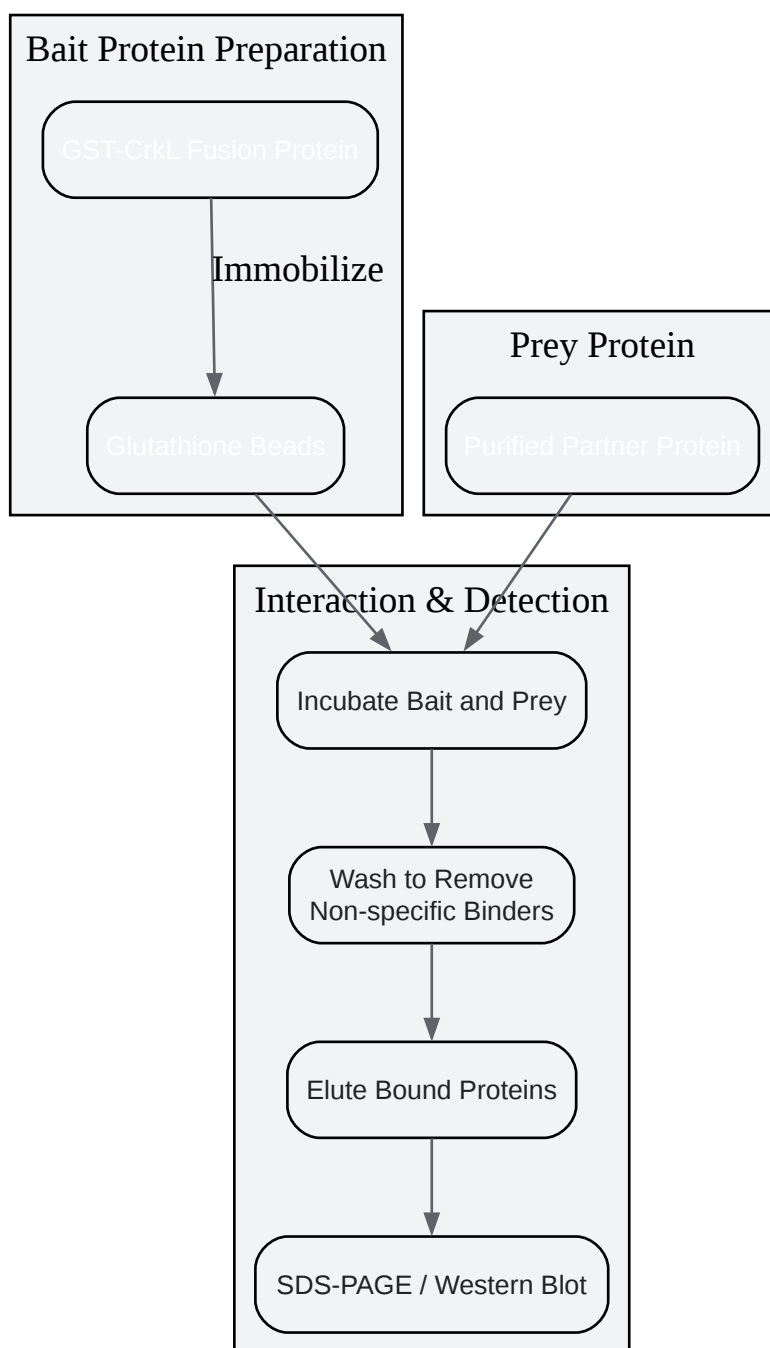 Bait Protein Preparation
GST-CrkL Fusion Protein
Immobilize
Glutathione Beads
Prey Protein
Purified Partner Protein
Interaction & Detection
Incubate Bait and Prey
Wash to Remove
Non-specific Binders
Elute Bound Proteins
SDS-PAGE / Western Blot